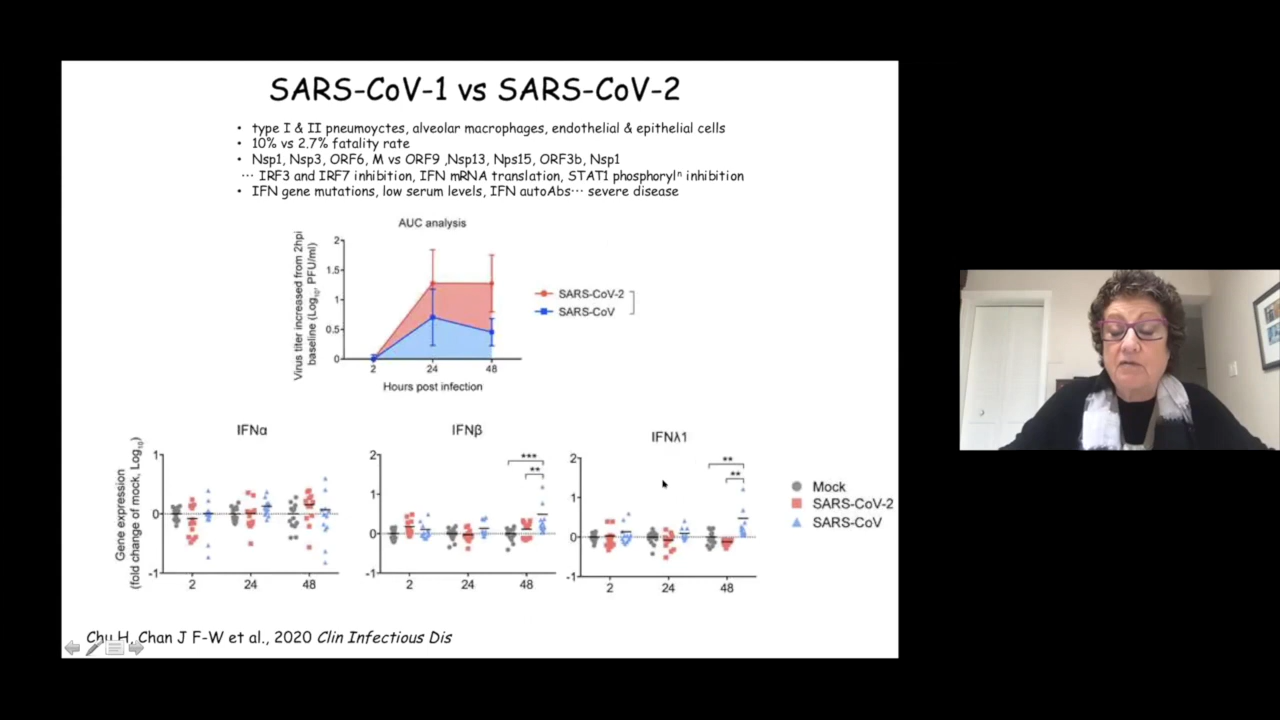 SARS-CoV-1 vs SARS-CoV-2
• type I & II pneumoyctes, alveolar macrophages, endothelial & epithelial cells
• 10% vs 2.7% fatality rate
• Nsp1, Nsp3, ORF6, M vs ORF9 ,Nsp13, Nps15, ORF3b, Nsp1
… IRF3 and IRF7 inhibition, IFN mRNA translation, STAT1 phosphorylⁿ inhibition
• IFN gene mutations, low serum levels, IFN autoAbs… severe disease
AUC analysis
Virus titer increased from 2hpi
baseline (Log₁₀, PFU/ml)
2
1.5
1
0.5
0
2 24 48
Hours post infection
SARS-CoV-2
SARS-CoV
IFNα
Gene expression
(fold change of mock, Log₁₀)
1
0
-1
2 24 48
IFNβ
2
1
0
-1
*** 
**
2 24 48
IFNλ1
2
1
0
-1
**
**
2 24 48
Mock
SARS-CoV-2
SARS-CoV
Chu H, Chan J F-W et al., 2020 Clin Infectious Dis